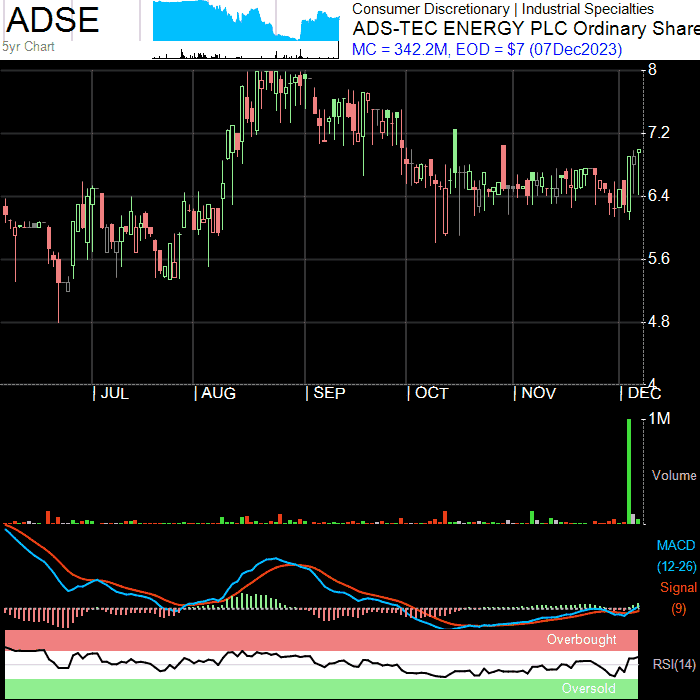 ADSE
5yr Chart
Consumer Discretionary | Industrial Specialties
ADS-TEC ENERGY PLC Ordinary Share
MC = 342.2M, EOD = $7 (07Dec2023)
8
7.2
6.4
5.6
4.8
4
| JUL | AUG | SEP | OCT | NOV | DEC
1M
Volume
MACD
(12-26)
Signal
(9)
Overbought
RSI(14)
Oversold